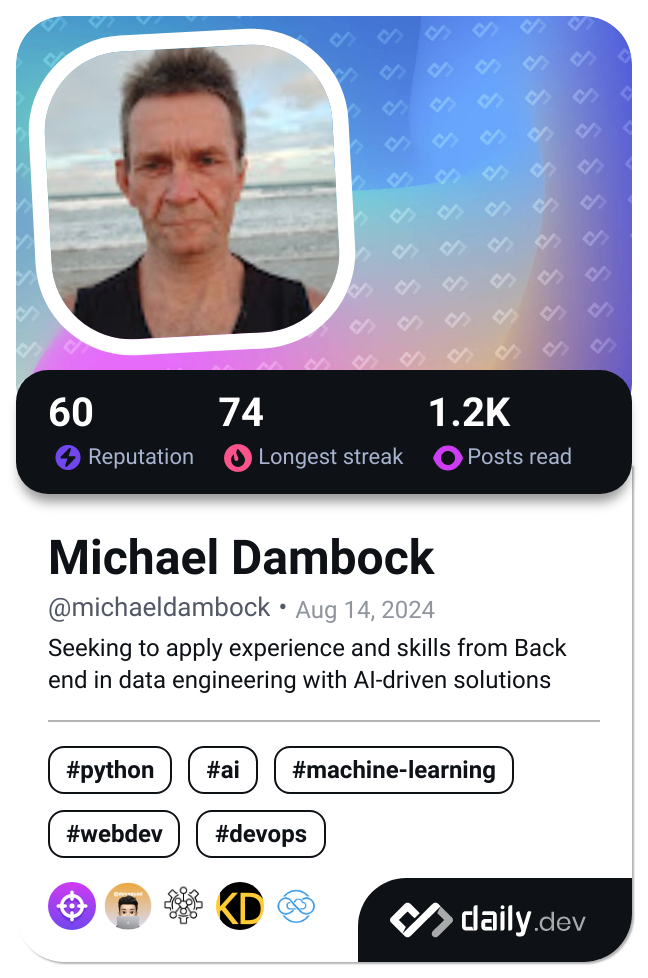 60 74 1.2K
Reputation Longest streak Posts read
Michael Dambock
@michaeldambock • Aug 14, 2024
Seeking to apply experience and skills from Back
end in data engineering with AI-driven solutions
#python #ai #machine-learning
#webdev #devops
KD
daily.dev